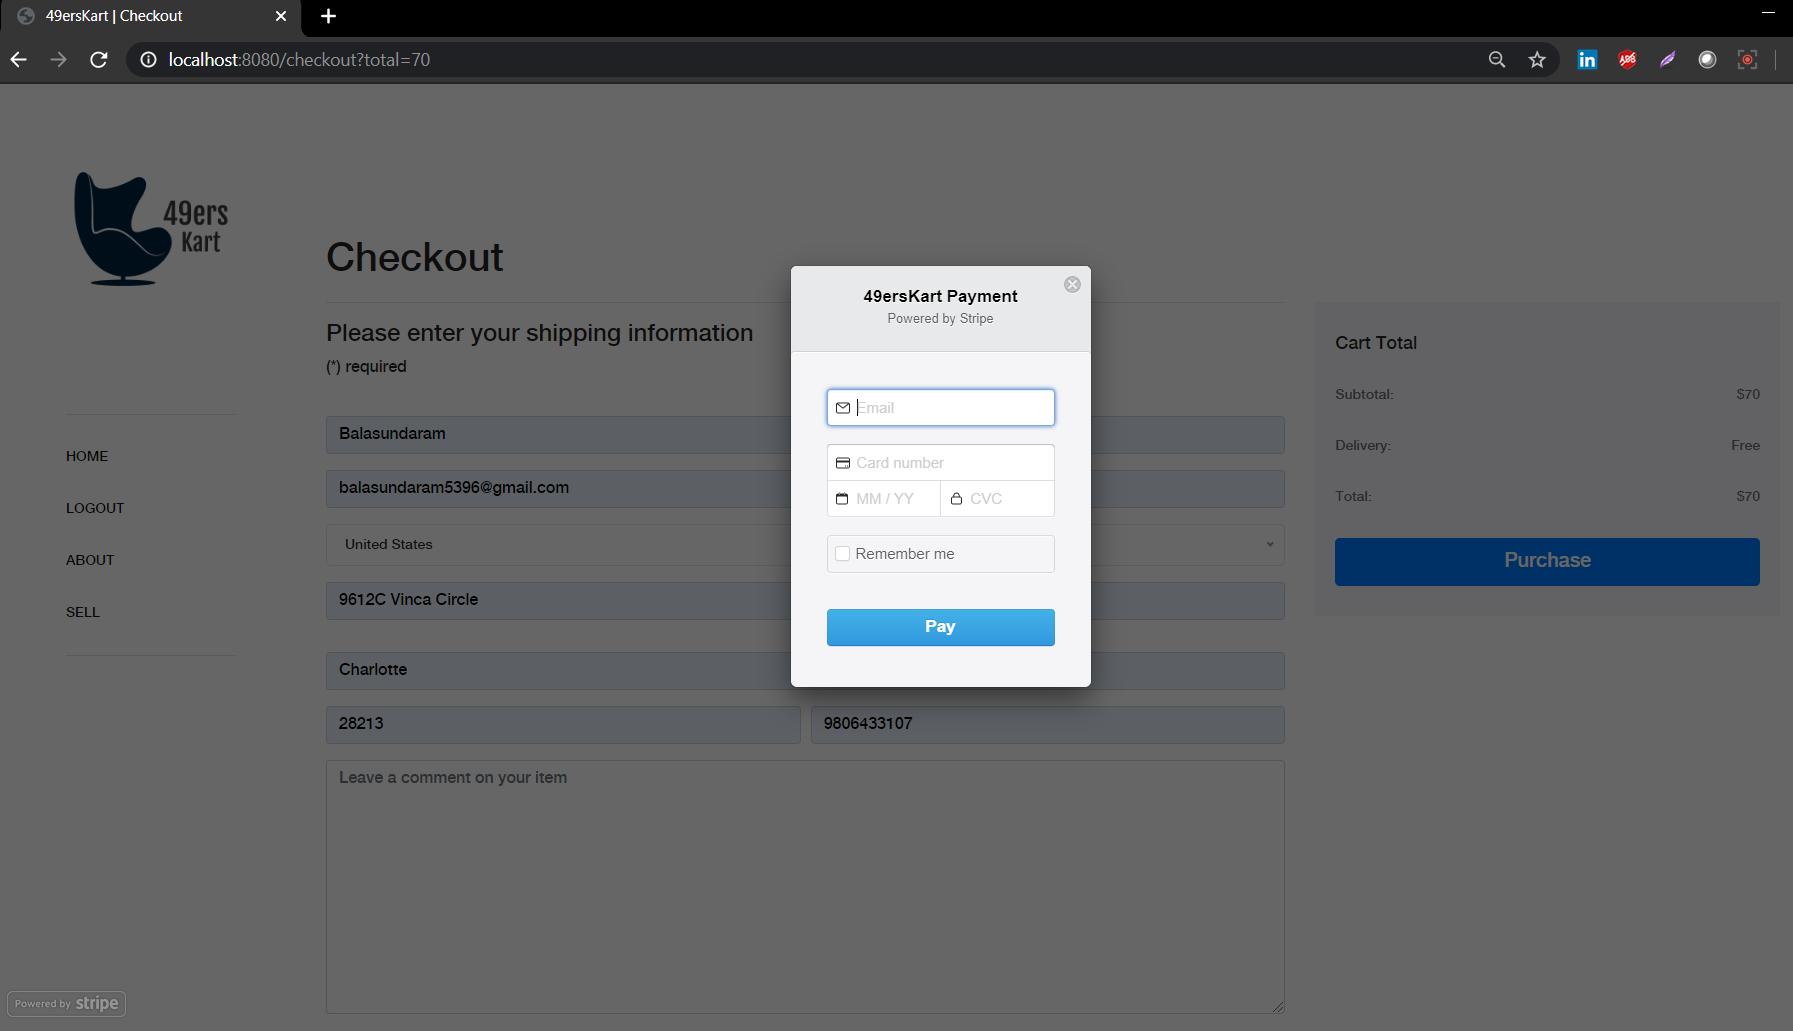 49ersKart | Checkout
localhost:8080/checkout?total=70
in
ABP
49ers
Kart
HOME
LOGOUT
ABOUT
SELL
Checkout
Please enter your shipping information
(*) required
Balasundaram
balasundaram5396@gmail.com
United States
9612C Vinca Circle
Charlotte
28213
9806433107
Leave a comment on your item
49ersKart Payment
Powered by Stripe
Email
Card number
MM / YY
CVC
Remember me
Pay
Cart Total
Subtotal: $70
Delivery: Free
Total: $70
Purchase
Powered by stripe